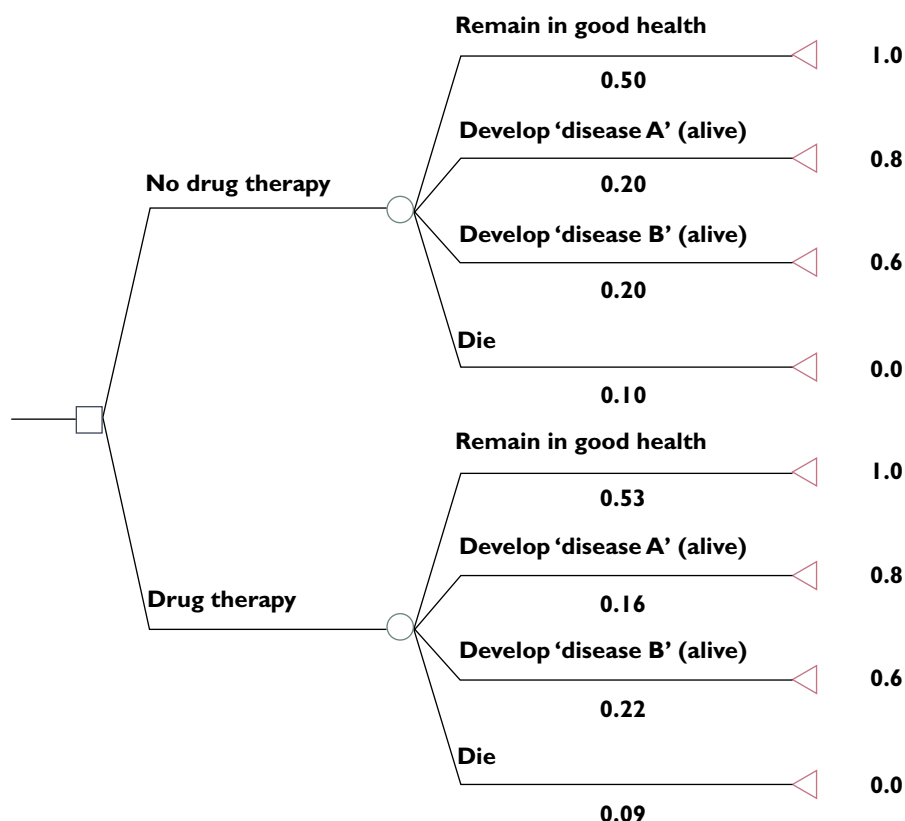 Remain in good health
1.0
0.50
Develop ‘disease A’ (alive)
0.8
0.20
No drug therapy
Develop ‘disease B’ (alive)
0.6
0.20
Die
0.0
0.10
Remain in good health
1.0
0.53
Develop ‘disease A’ (alive)
0.8
0.16
Drug therapy
Develop ‘disease B’ (alive)
0.6
0.22
Die
0.0
0.09